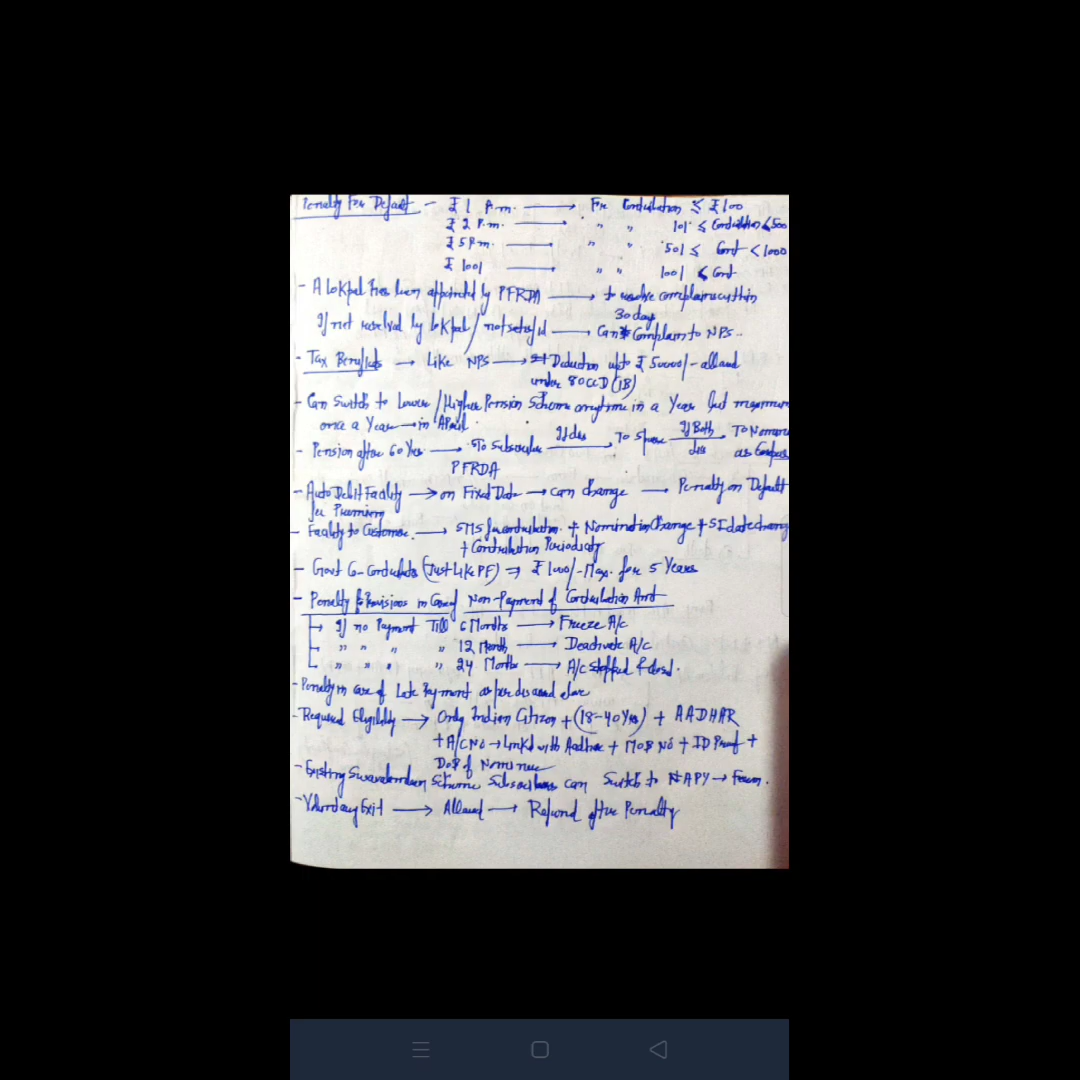 Penalty For Default - ₹ 1 P.m. → For Contribution ≤ ₹ 100
₹ 2 P.m. → " " 101 ≤ Contribution < 500
₹ 5 P.m. → " " 501 ≤ Cont < 1000
₹ 1001 → " " 1001 < Cont
- A LokPal has been appointed by PFRDA → to resolve complain within
30 days
If not resolved by LokPal / not satisfied → Can Complain to NPS..
- Tax Benefits → Like NPS → Deduction upto ₹ 50000/- allowed
under 80CCD (1B)
- Can Switch to Lower / Higher Pension Scheme anytime in a Year but maximum
once a Year → in April.
- Pension after 60 Yrs → To Subscriber If dies → To Spouse If Both dies → To Nominee
PFRDA
- Auto Debit Facility → on Fixed Date → can change → Penalty on Default
for Premium
- Facility to Customer. → SMS for contribution + Nomination Change + SI date change
+ Contribution Periodicity
- Govt Co-Contributes (Just Like PF) → ₹ 1000/- Max. for 5 Years
- Penalty Provisions in Case of Non-Payment of Contribution Amt
If no Payment Till 6 Months → Freeze A/c
" " " " 12 Month → Deactivate A/C.
" " " " 24 Months → A/C Stopped & closed.
- Penalty in case of Late Payment as per discussed above
- Required Eligibility → Only Indian Citizen + (18-40 Yrs) + AADHAR
+ A/C No → Linked with Aadhar + MOB NO + ID Proof +
DOB of Nominee
- Existing Swavalamban Scheme Subscribers can Switch to APY → Form.
- Voluntary Exit → Allowed → Refund after Penalty